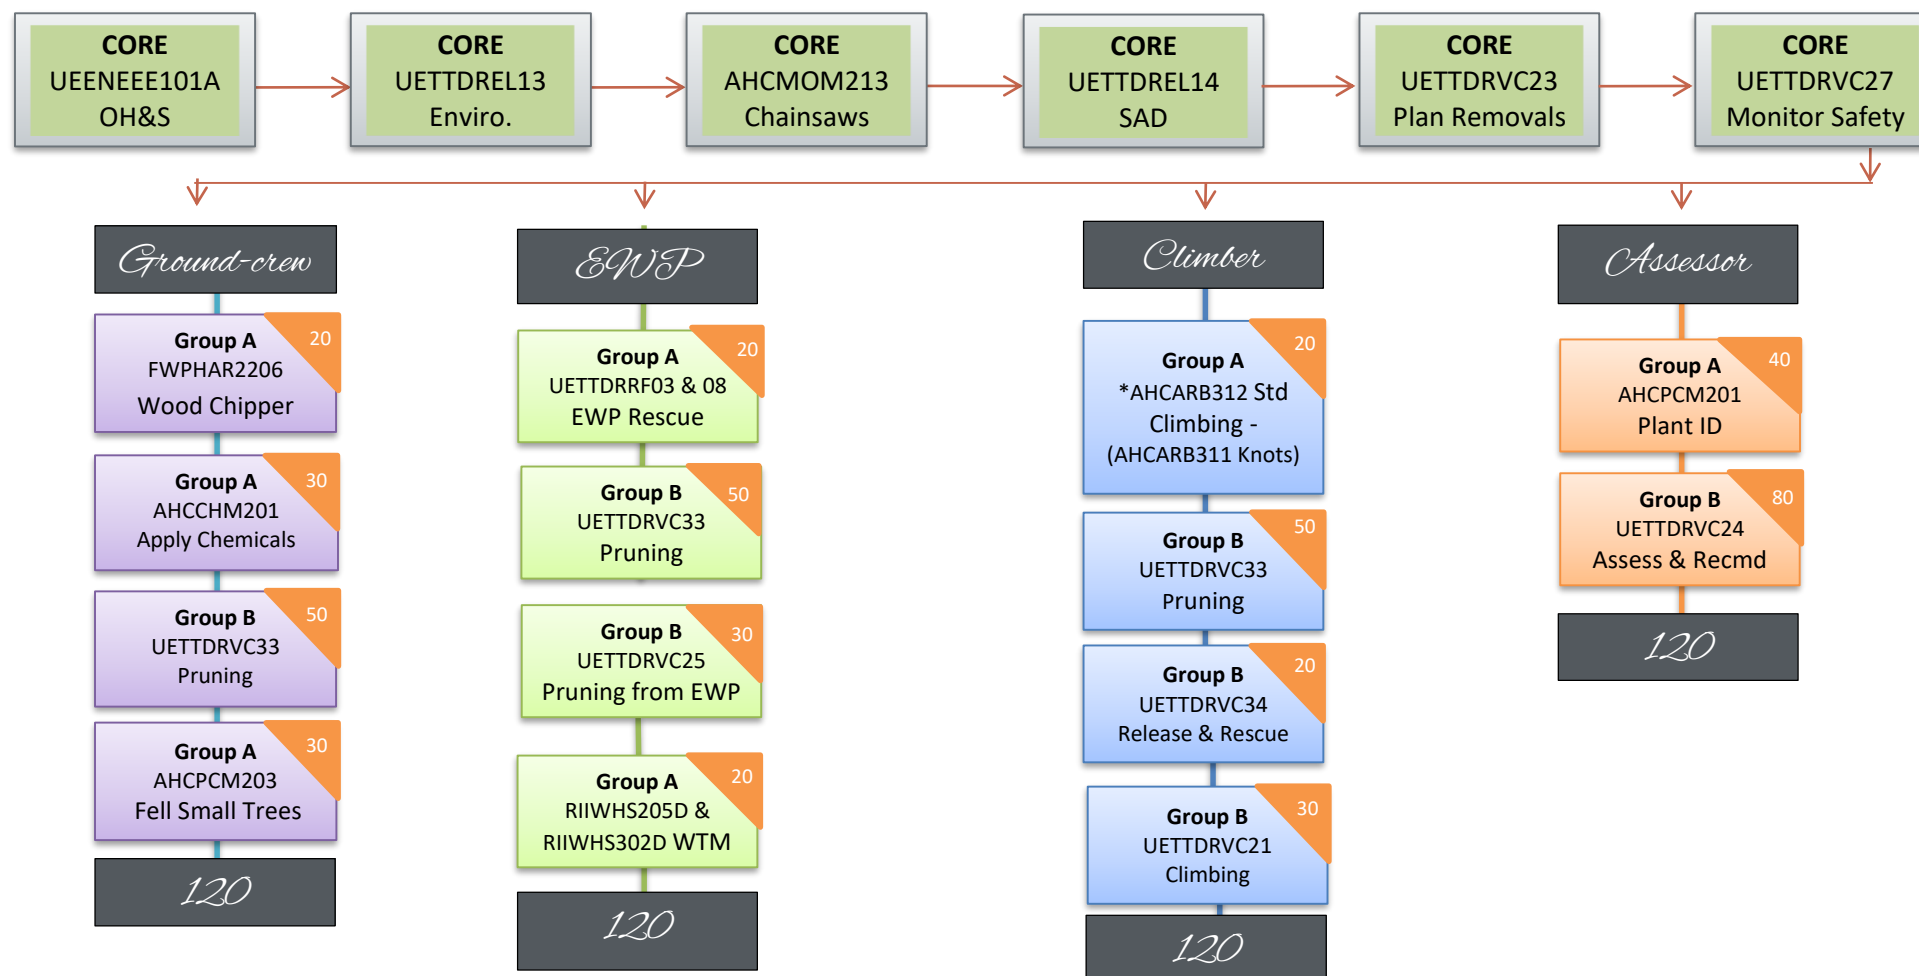 CORE
UEENEEE101A
OH&S
CORE
UETTDREL13
Enviro.
CORE
AHCMOM213
Chainsaws
CORE
UETTDREL14
SAD
CORE
UETTDRVC23
Plan Removals
CORE
UETTDRVC27
Monitor Safety
Ground-crew
Group A
20
FWPHAR2206
Wood Chipper
Group A
30
AHCCHM201
Apply Chemicals
Group B
50
UETTDRVC33
Pruning
Group A
30
AHCPCM203
Fell Small Trees
120
EWP
Group A
20
UETTDRRF03 & 08
EWP Rescue
Group B
50
UETTDRVC33
Pruning
Group B
30
UETTDRVC25
Pruning from EWP
Group A
20
RIIWHS205D &
RIIWHS302D WTM
120
Climber
Group A
20
*AHCARB312 Std
Climbing -
(AHCARB311 Knots)
Group B
50
UETTDRVC33
Pruning
Group B
20
UETTDRVC34
Release & Rescue
Group B
30
UETTDRVC21
Climbing
120
Assessor
Group A
40
AHCPCM201
Plant ID
Group B
80
UETTDRVC24
Assess & Recmd
120